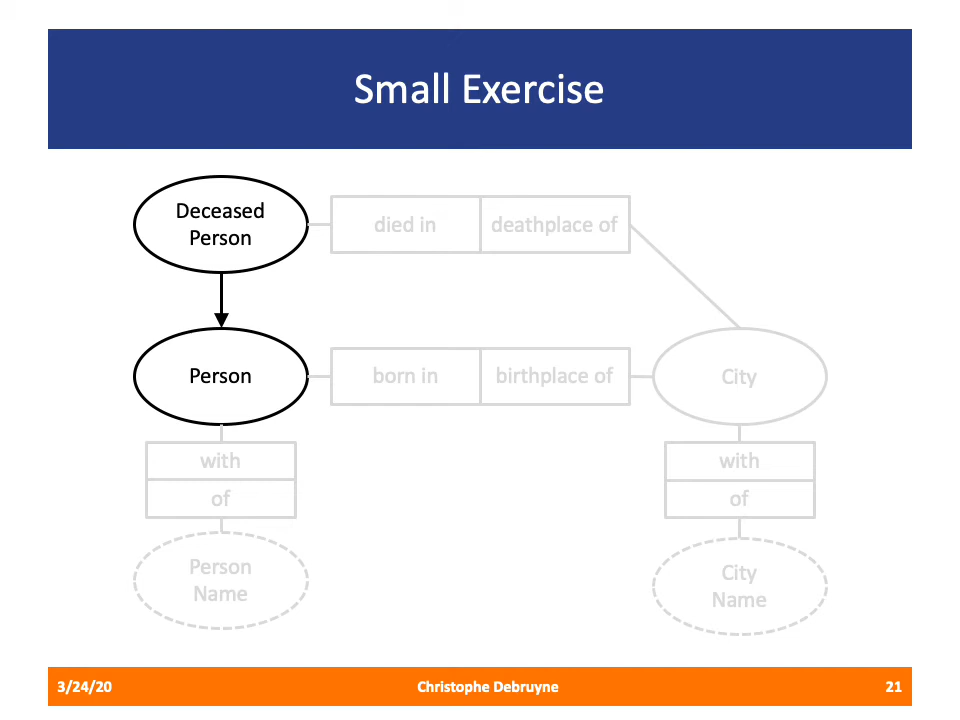 Small Exercise
Deceased
Person
died in
deathplace of
Person
born in
birthplace of
City
with
of
Person
Name
with
of
City
Name
3/24/20
Christophe Debruyne
21